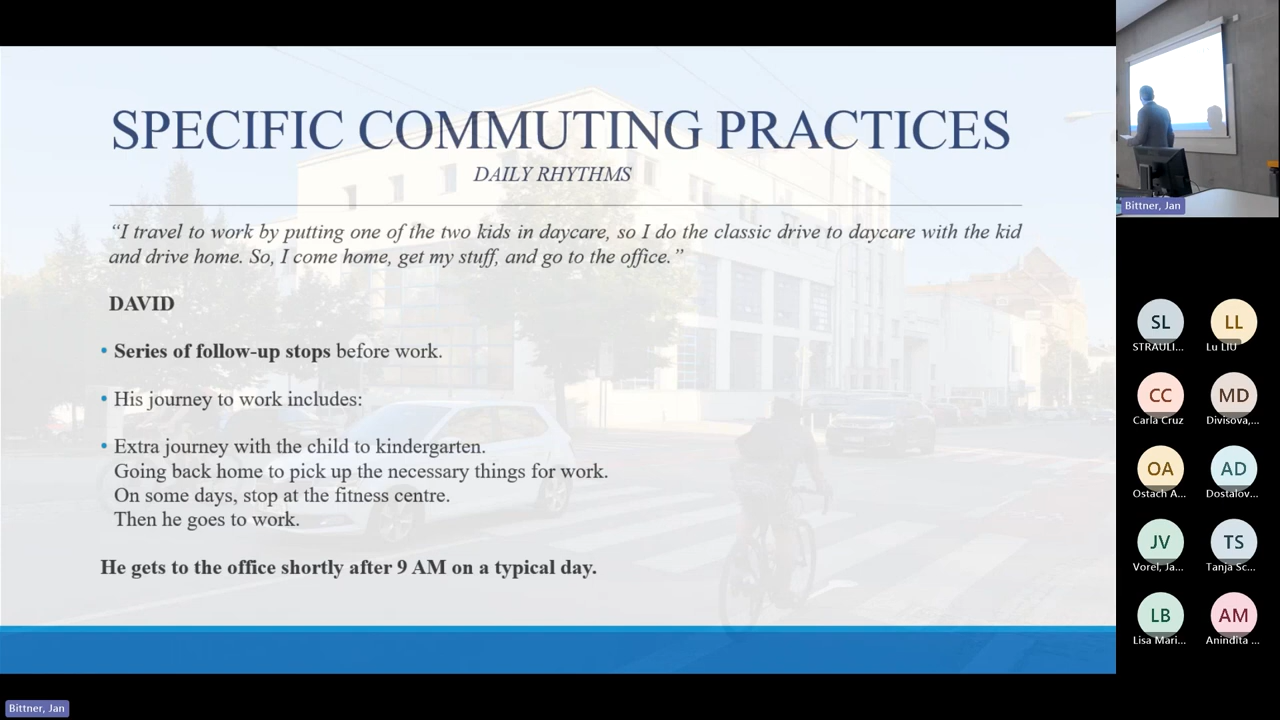 SPECIFIC COMMUTING PRACTICES
DAILY RHYTHMS
“I travel to work by putting one of the two kids in daycare, so I do the classic drive to daycare with the kid
and drive home. So, I come home, get my stuff, and go to the office.”
DAVID
• Series of follow-up stops before work.
• His journey to work includes:
• Extra journey with the child to kindergarten.
Going back home to pick up the necessary things for work.
On some days, stop at the fitness centre.
Then he goes to work.
He gets to the office shortly after 9 AM on a typical day.
Bittner, Jan
Bittner, Jan
SL
STRAULI...
LL
Lu LIU
CC
Carla Cruz
MD
Divisova,...
OA
Ostach A...
AD
Dostalov...
JV
Vorel, Ja...
TS
Tanja Sc...
LB
Lisa Mari...
AM
Anindita ...